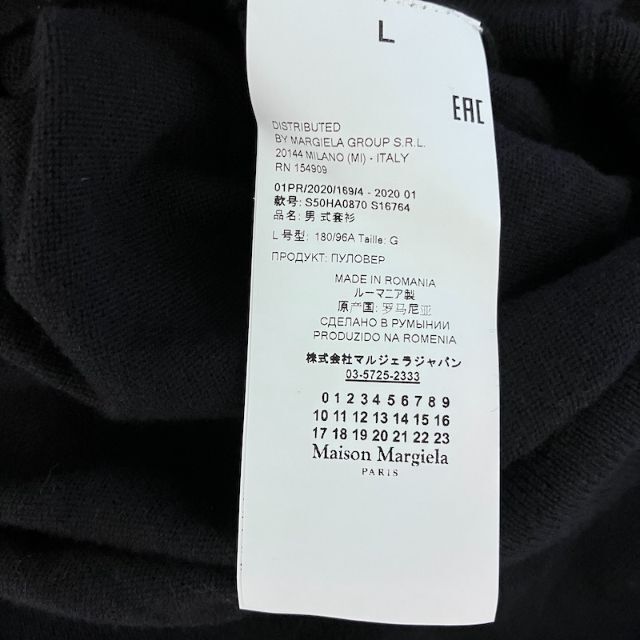 L
EAC
DISTRIBUTED
BY MARGIELA GROUP S.R.L.
20144 MILANO (MI) - ITALY
RN 154909
01PR/2020/169/4 - 2020 01
款号: S50HA0870 S16764
品名: 男 式套衫
L 号型: 180/96A Taille: G
ПРОДУКТ: ПУЛОВЕР
MADE IN ROMANIA
ルーマニア製
原产国: 罗马尼亚
СДЕЛАНО В РУМЫНИИ
PRODUZIDO NA ROMENIA
株式会社マルジェラジャパン
03-5725-2333
0 1 2 3 4 5 6 7 8 9
10 11 12 13 14 15 16
17 18 19 20 21 22 23
Maison Margiela
PARIS